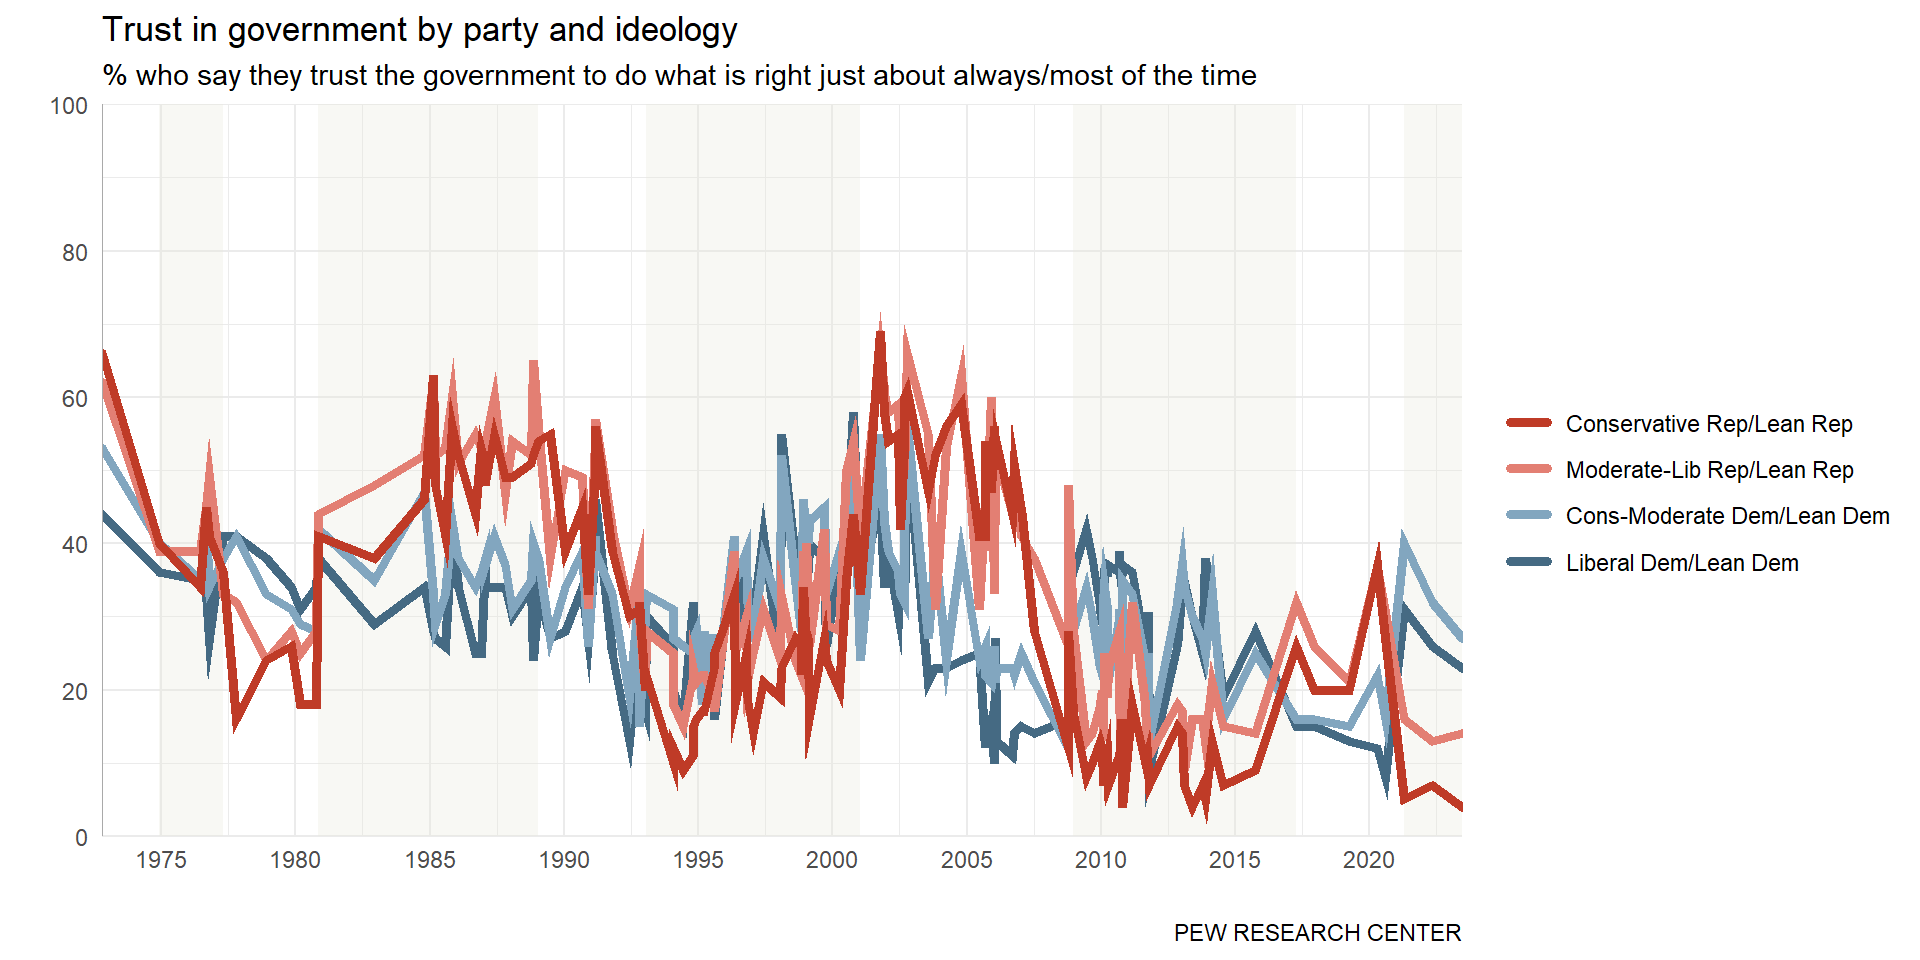 Trust in government by party and ideology
% who say they trust the government to do what is right just about always/most of the time
100
80
60
40
20
0
1975 1980 1985 1990 1995 2000 2005 2010 2015 2020
Conservative Rep/Lean Rep
Moderate-Lib Rep/Lean Rep
Cons-Moderate Dem/Lean Dem
Liberal Dem/Lean Dem
PEW RESEARCH CENTER